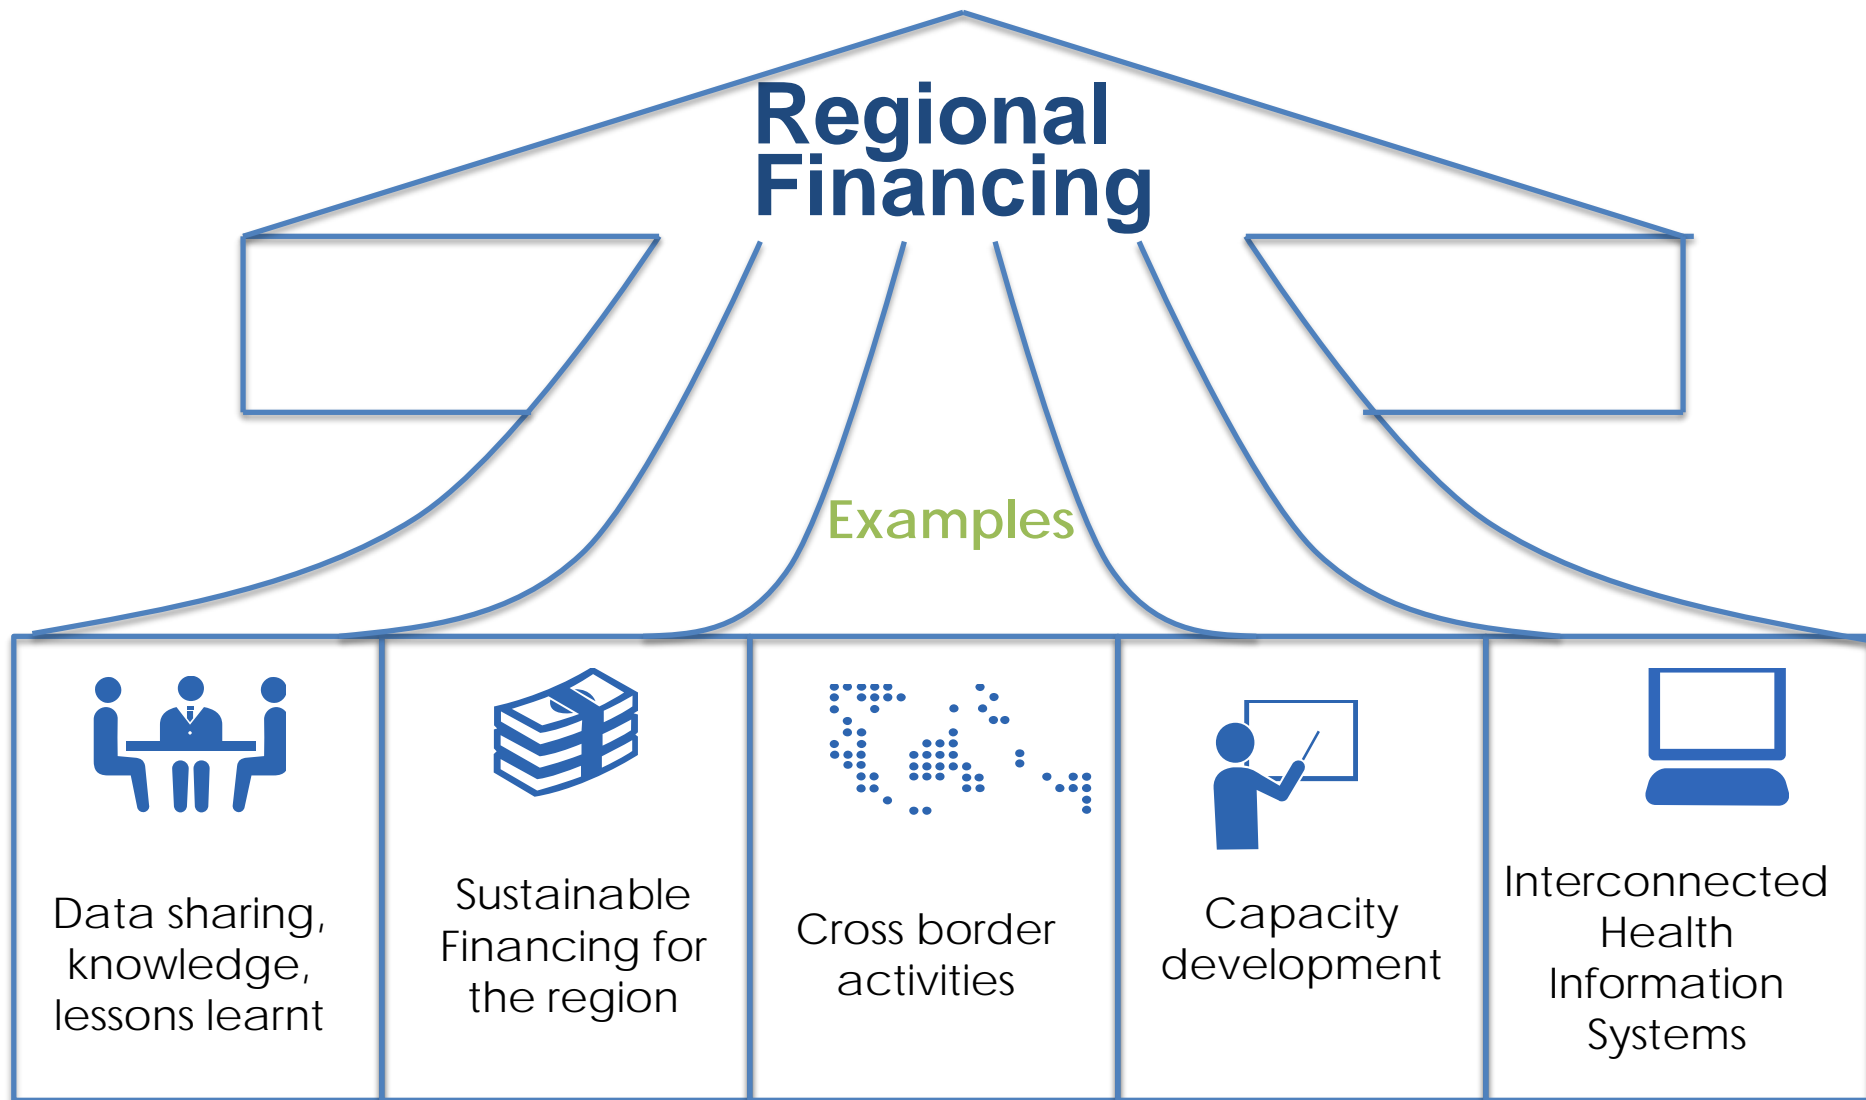 Regional
Financing
Examples
Data sharing,
knowledge,
lessons learnt
Sustainable
Financing for
the region
Cross border
activities
Capacity
development
Interconnected
Health
Information
Systems